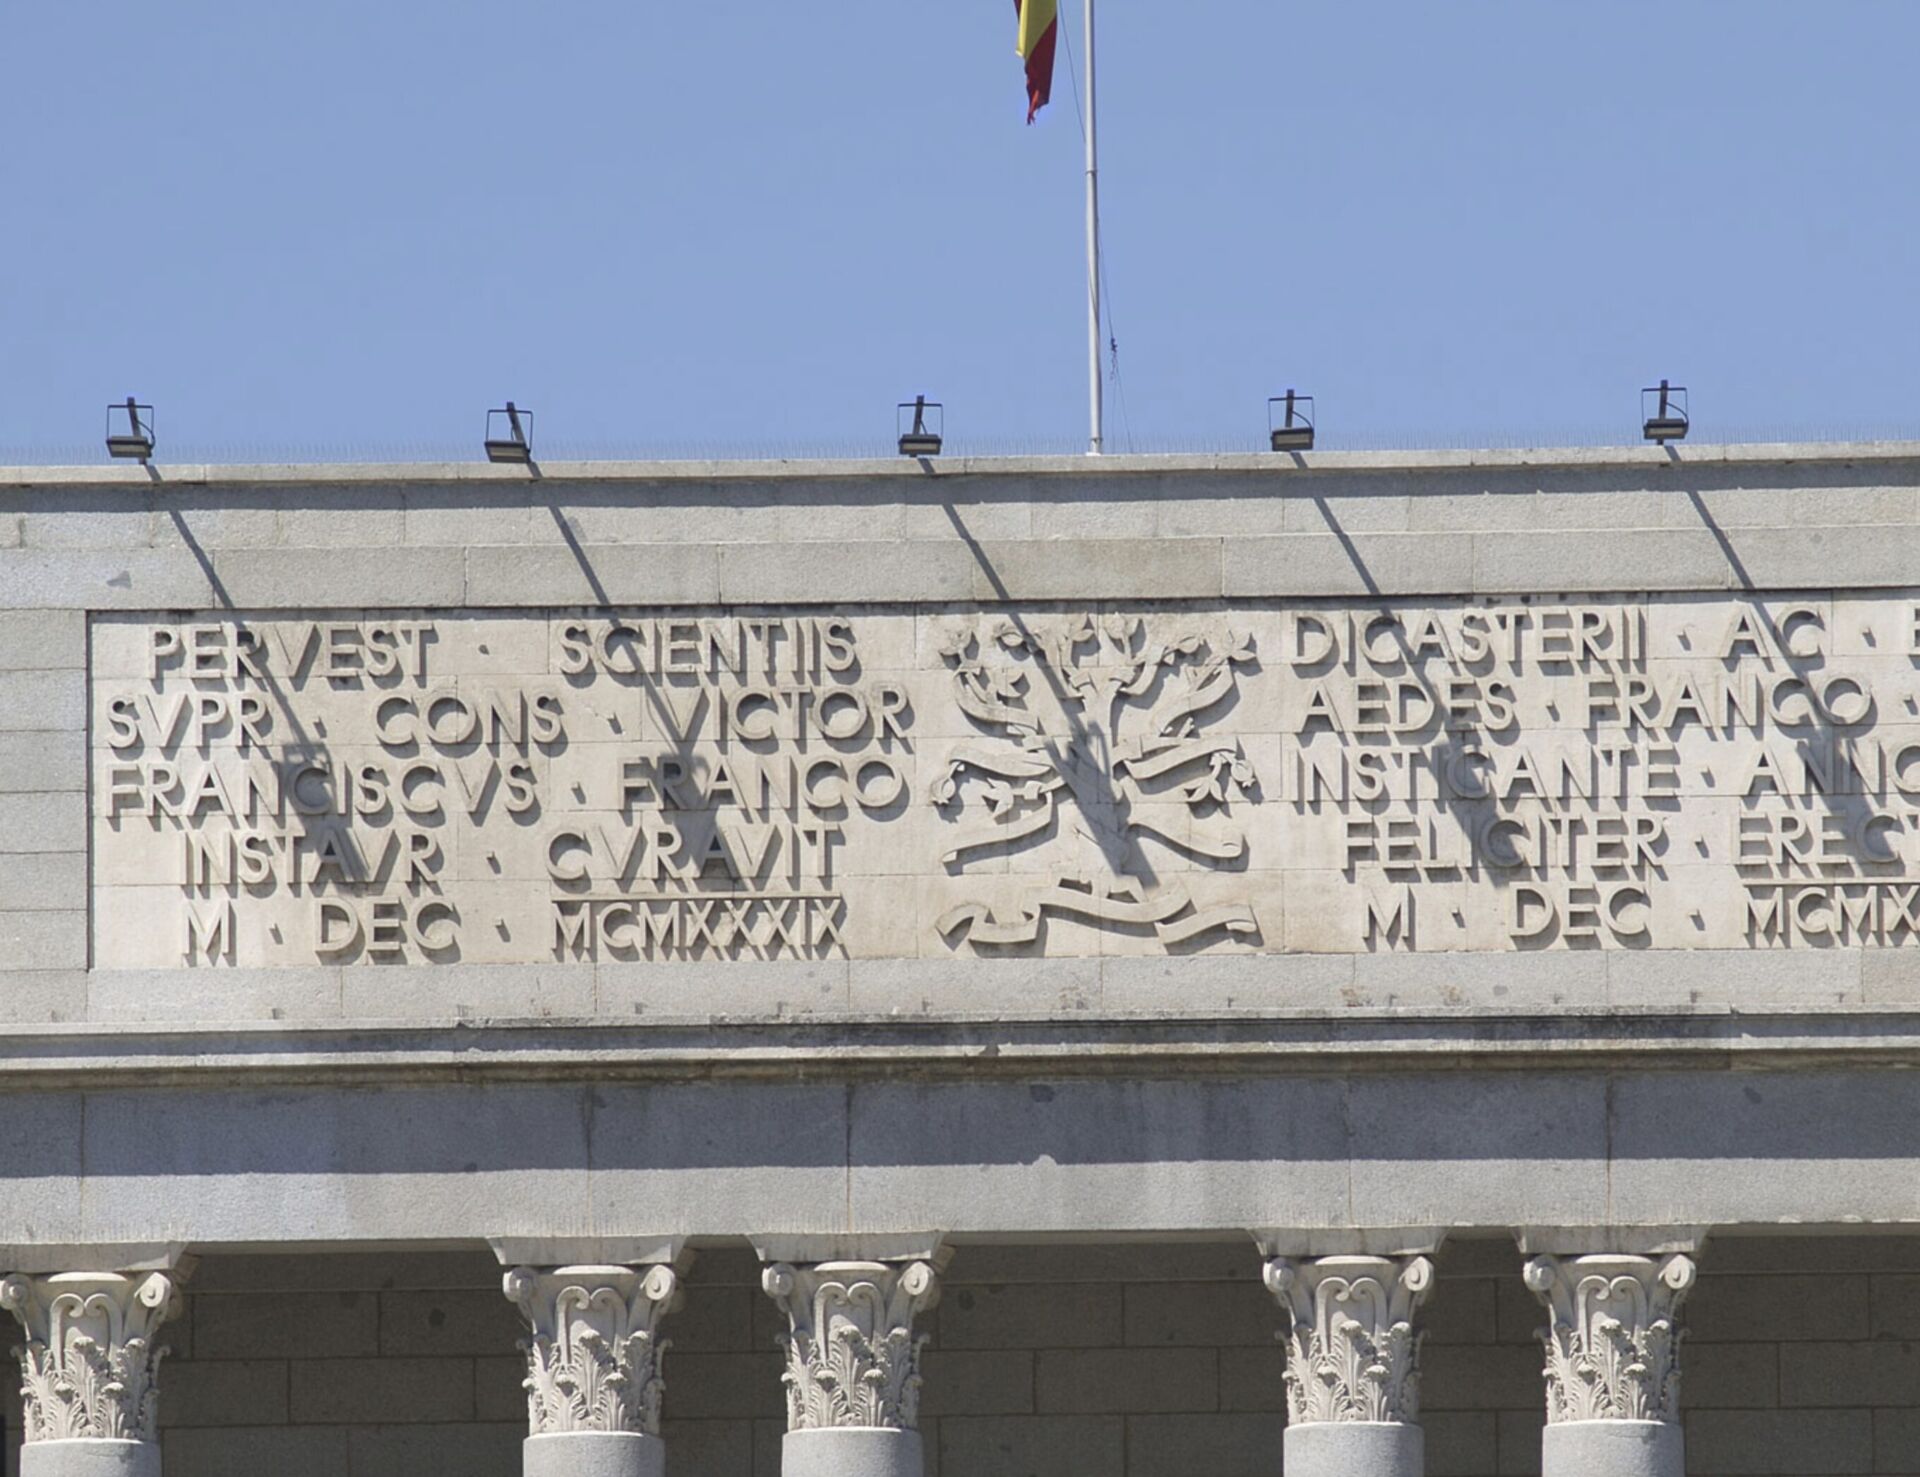 PERVEST · SCIENTIIS
SVPR · CONS · VICTOR
FRANCISCVS · FRANCO
INSTAVR · CVRAVIT
M · DEC · MCMXXXIX
DICASTERII · AC ·
AEDES · FRANCO ·
INSTIGANTE ·
FELICITER ·
M · DEC ·